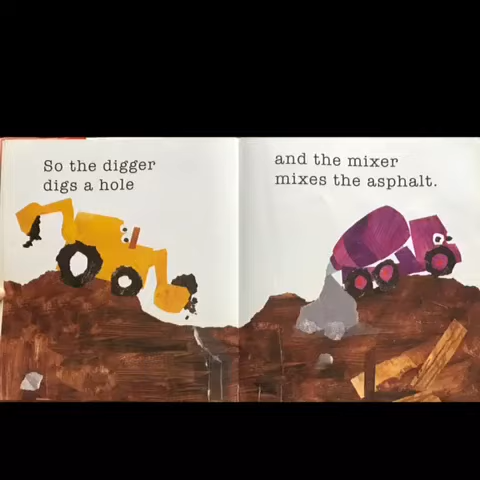 So the digger
digs a hole
and the mixer
mixes the asphalt.